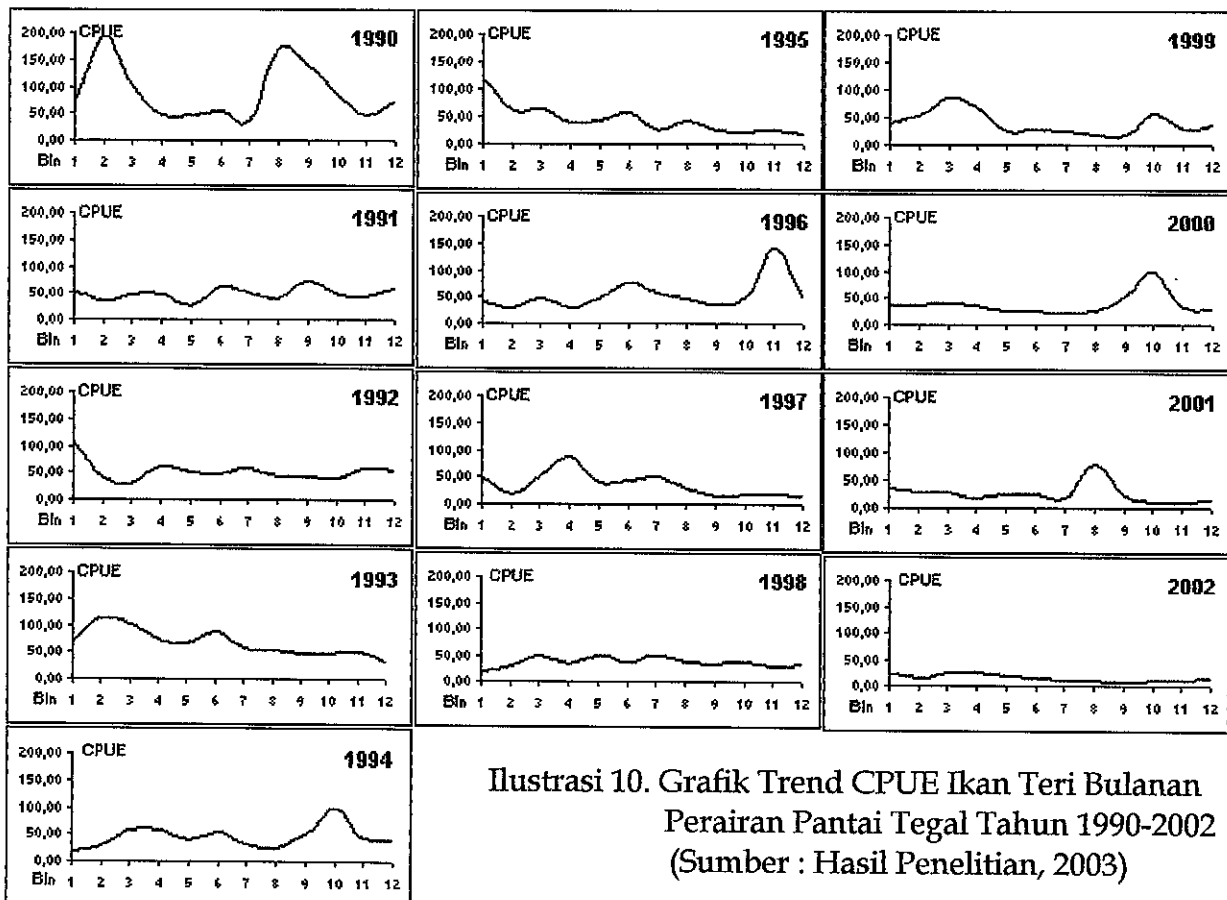 CPUE
1990
200,00
150,00
100,00
50,00
0,00
Bln 1 2 3 4 5 6 7 8 9 10 11 12
CPUE
1991
200,00
150,00
100,00
50,00
0,00
Bln 1 2 3 4 5 6 7 8 9 10 11 12
CPUE
1992
200,00
150,00
100,00
50,00
0,00
Bln 1 2 3 4 5 6 7 8 9 10 11 12
CPUE
1993
200,00
150,00
100,00
50,00
0,00
Bln 1 2 3 4 5 6 7 8 9 10 11 12
CPUE
1994
200,00
150,00
100,00
50,00
0,00
Bln 1 2 3 4 5 6 7 8 9 10 11 12
CPUE
1995
200,00
150,00
100,00
50,00
0,00
Bln 1 2 3 4 5 6 7 8 9 10 11 12
CPUE
1996
200,00
150,00
100,00
50,00
0,00
Bln 1 2 3 4 5 6 7 8 9 10 11 12
CPUE
1997
200,00
150,00
100,00
50,00
0,00
Bln 1 2 3 4 5 6 7 8 9 10 11 12
CPUE
1998
200,00
150,00
100,00
50,00
0,00
Bln 1 2 3 4 5 6 7 8 9 10 11 12
CPUE
1999
200,00
150,00
100,00
50,00
0,00
Bln 1 2 3 4 5 6 7 8 9 10 11 12
CPUE
2000
200,00
150,00
100,00
50,00
0,00
Bln 1 2 3 4 5 6 7 8 9 10 11 12
CPUE
2001
200,00
150,00
100,00
50,00
0,00
Bln 1 2 3 4 5 6 7 8 9 10 11 12
CPUE
2002
200,00
150,00
100,00
50,00
0,00
Bln 1 2 3 4 5 6 7 8 9 10 11 12
Ilustrasi 10. Grafik Trend CPUE Ikan Teri Bulanan
Perairan Pantai Tegal Tahun 1990-2002
(Sumber : Hasil Penelitian, 2003)